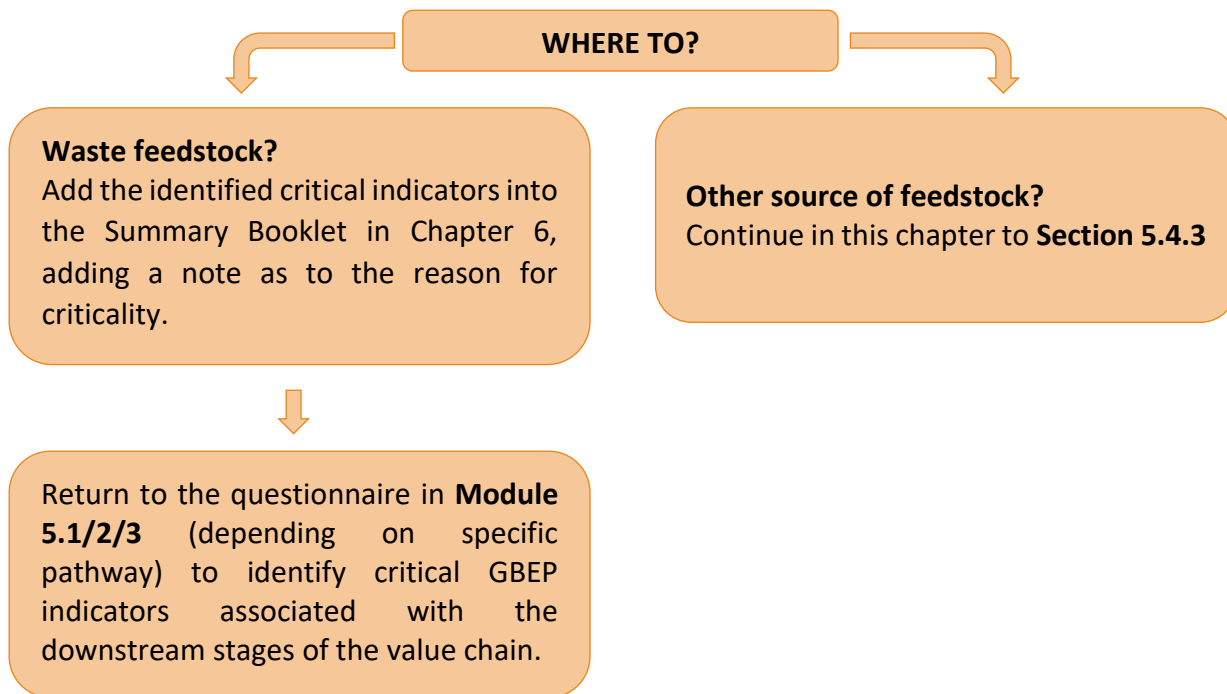 WHERE TO?
Waste feedstock?
Add the identified critical indicators into
the Summary Booklet in Chapter 6,
adding a note as to the reason for
criticality.
Other source of feedstock?
Continue in this chapter to Section 5.4.3
Return to the questionnaire in Module
5.1/2/3 (depending on specific
pathway) to identify critical GBEP
indicators associated with the
downstream stages of the value chain.